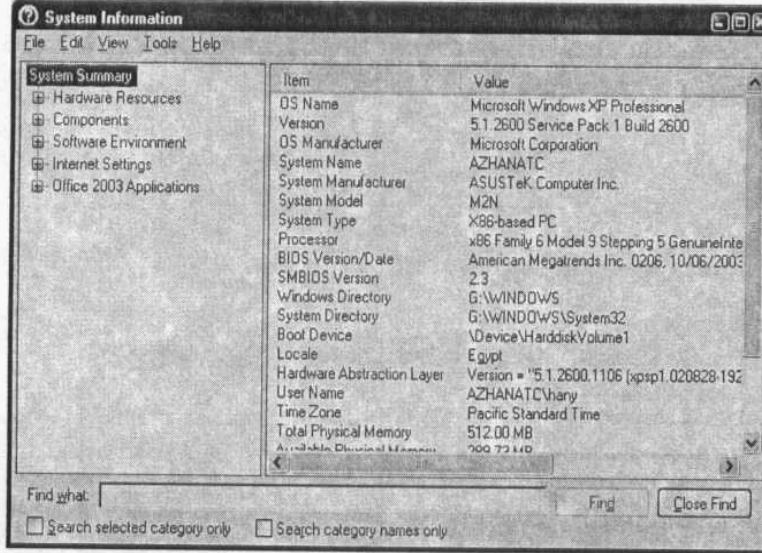 System Information
File Edit View Tools Help
System Summary
Hardware Resources
Components
Software Environment
Internet Settings
Office 2003 Applications
Item Value
OS Name Microsoft Windows XP Professional
Version 5.1.2600 Service Pack 1 Build 2600
OS Manufacturer Microsoft Corporation
System Name AZHANATC
System Manufacturer ASUSTeK Computer Inc.
System Model M2N
System Type X86-based PC
Processor x86 Family 6 Model 9 Stepping 5 GenuineInte
BIOS Version/Date American Megatrends Inc. 0206, 10/06/2003
SMBIOS Version 2.3
Windows Directory G:\WINDOWS
System Directory G:\WINDOWS\System32
Boot Device \Device\HarddiskVolume1
Locale Egypt
Hardware Abstraction Layer Version = "5.1.2600.1106 (xpsp1.020828-192
User Name AZHANATC\hany
Time Zone Pacific Standard Time
Total Physical Memory 512.00 MB
Available Physical Memory MB
Find what: Find Close Find
Search selected category only Search category names only